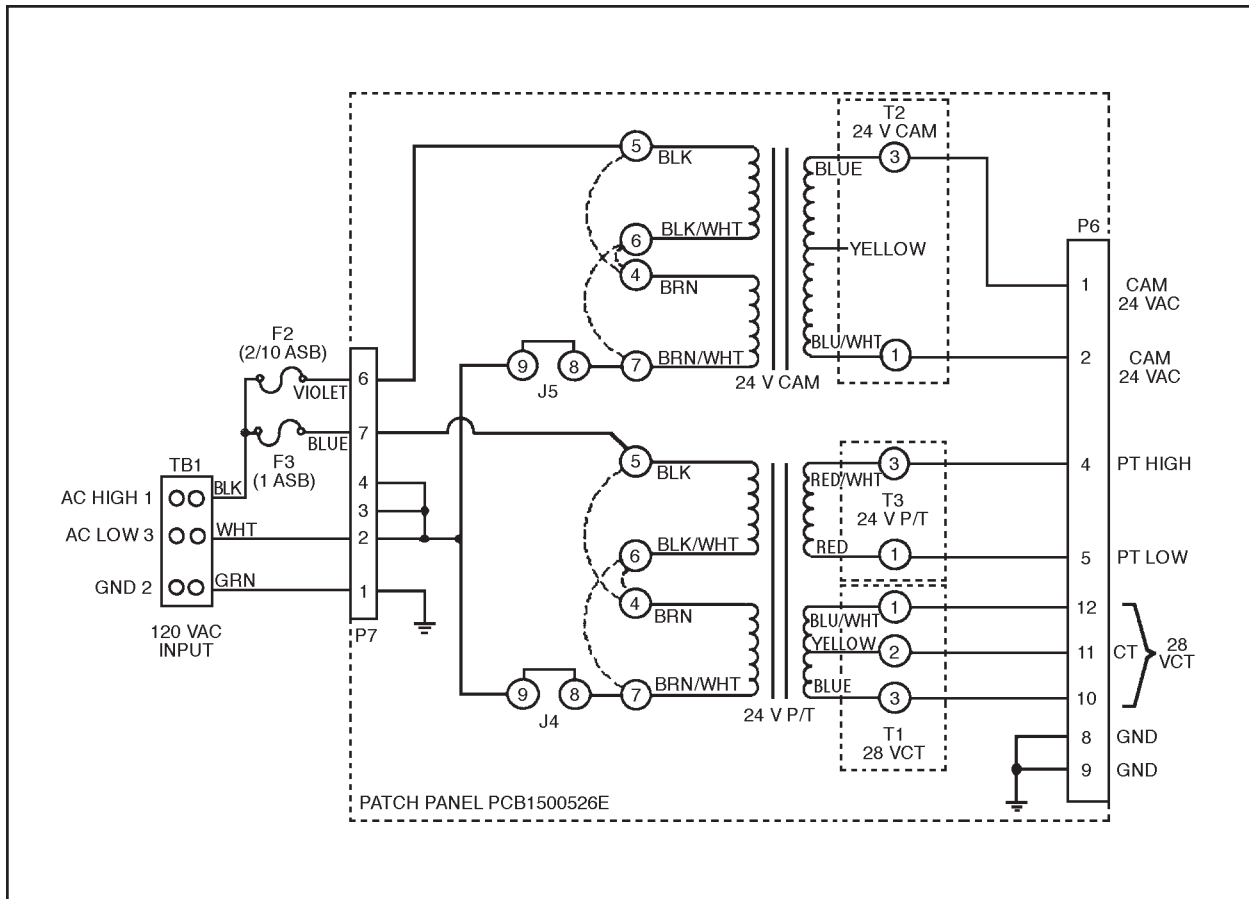 T2
24 V CAM
5
BLK
3
BLUE
P6
6
BLK/WHT
YELLOW
4
BRN
1
CAM
24 VAC
F2
(2/10 ASB)
VIOLET
6
9
8
J5
7
BRN/WHT
24 V CAM
BLU/WHT
1
2
CAM
24 VAC
7
BLUE
F3
(1 ASB)
TB1
5
BLK
3
RED/WHT
T3
24 V P/T
4
PT HIGH
AC HIGH 1
BLK
4
3
AC LOW 3
WHT
2
6
BLK/WHT
RED
1
5
PT LOW
GND 2
GRN
1
P7
120 VAC
INPUT
4
BRN
1
BLU/WHT
12
YELLOW
2
11
CT
28
VCT
9
8
J4
7
BRN/WHT
24 V P/T
BLUE
3
10
T1
28 VCT
8
GND
9
GND
PATCH PANEL PCB1500526E